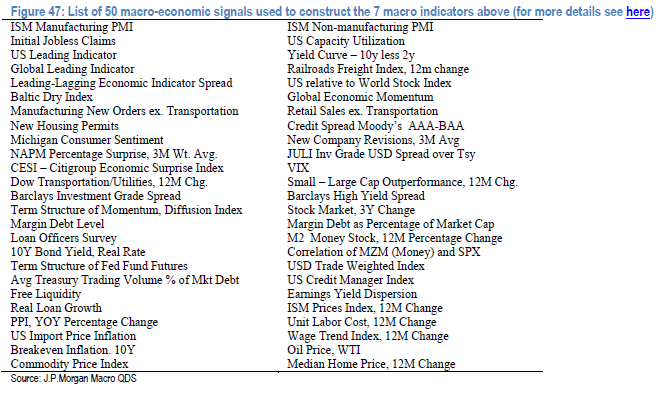 Figure 47: List of 50 macro-economic signals used to construct the 7 macro indicators above (for more details see here)
ISM Manufacturing PMI ISM Non-manufacturing PMI
Initial Jobless Claims US Capacity Utilization
US Leading Indicator Yield Curve – 10y less 2y
Global Leading Indicator Railroads Freight Index, 12m change
Leading-Lagging Economic Indicator Spread US relative to World Stock Index
Baltic Dry Index Global Economic Momentum
Manufacturing New Orders ex. Transportation Retail Sales ex. Transportation
New Housing Permits Credit Spread Moody's AAA-BAA
Michigan Consumer Sentiment New Company Revisions, 3M Avg
NAPM Percentage Surprise, 3M Wt. Avg. JULI Inv Grade USD Spread over Tsy
CESI – Citigroup Economic Surprise Index VIX
Dow Transportation/Utilities, 12M Chg. Small – Large Cap Outperformance, 12M Chg.
Barclays Investment Grade Spread Barclays High Yield Spread
Term Structure of Momentum, Diffusion Index Stock Market, 3Y Change
Margin Debt Level Margin Debt as Percentage of Market Cap
Loan Officers Survey M2 Money Stock, 12M Percentage Change
10Y Bond Yield, Real Rate Correlation of MZM (Money) and SPX
Term Structure of Fed Fund Futures USD Trade Weighted Index
Avg Treasury Trading Volume % of Mkt Debt US Credit Manager Index
Free Liquidity Earnings Yield Dispersion
Real Loan Growth ISM Prices Index, 12M Change
PPI, YOY Percentage Change Unit Labor Cost, 12M Change
US Import Price Inflation Wage Trend Index, 12M Change
Breakeven Inflation. 10Y Oil Price, WTI
Commodity Price Index Median Home Price, 12M Change
Source: J.P.Morgan Macro QDS